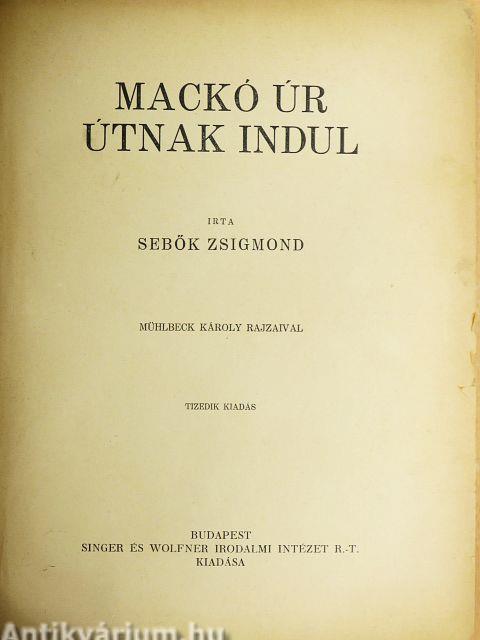 MACKÓ ÚR
ÚTNAK INDUL
IRTA
SEBŐK ZSIGMOND
MÜHLBECK KÁROLY RAJZAIVAL
TIZEDIK KIADÁS
BUDAPEST
SINGER ÉS WOLFNER IRODALMI INTÉZET R.-T.
KIADÁSA
Antikvárium.hu